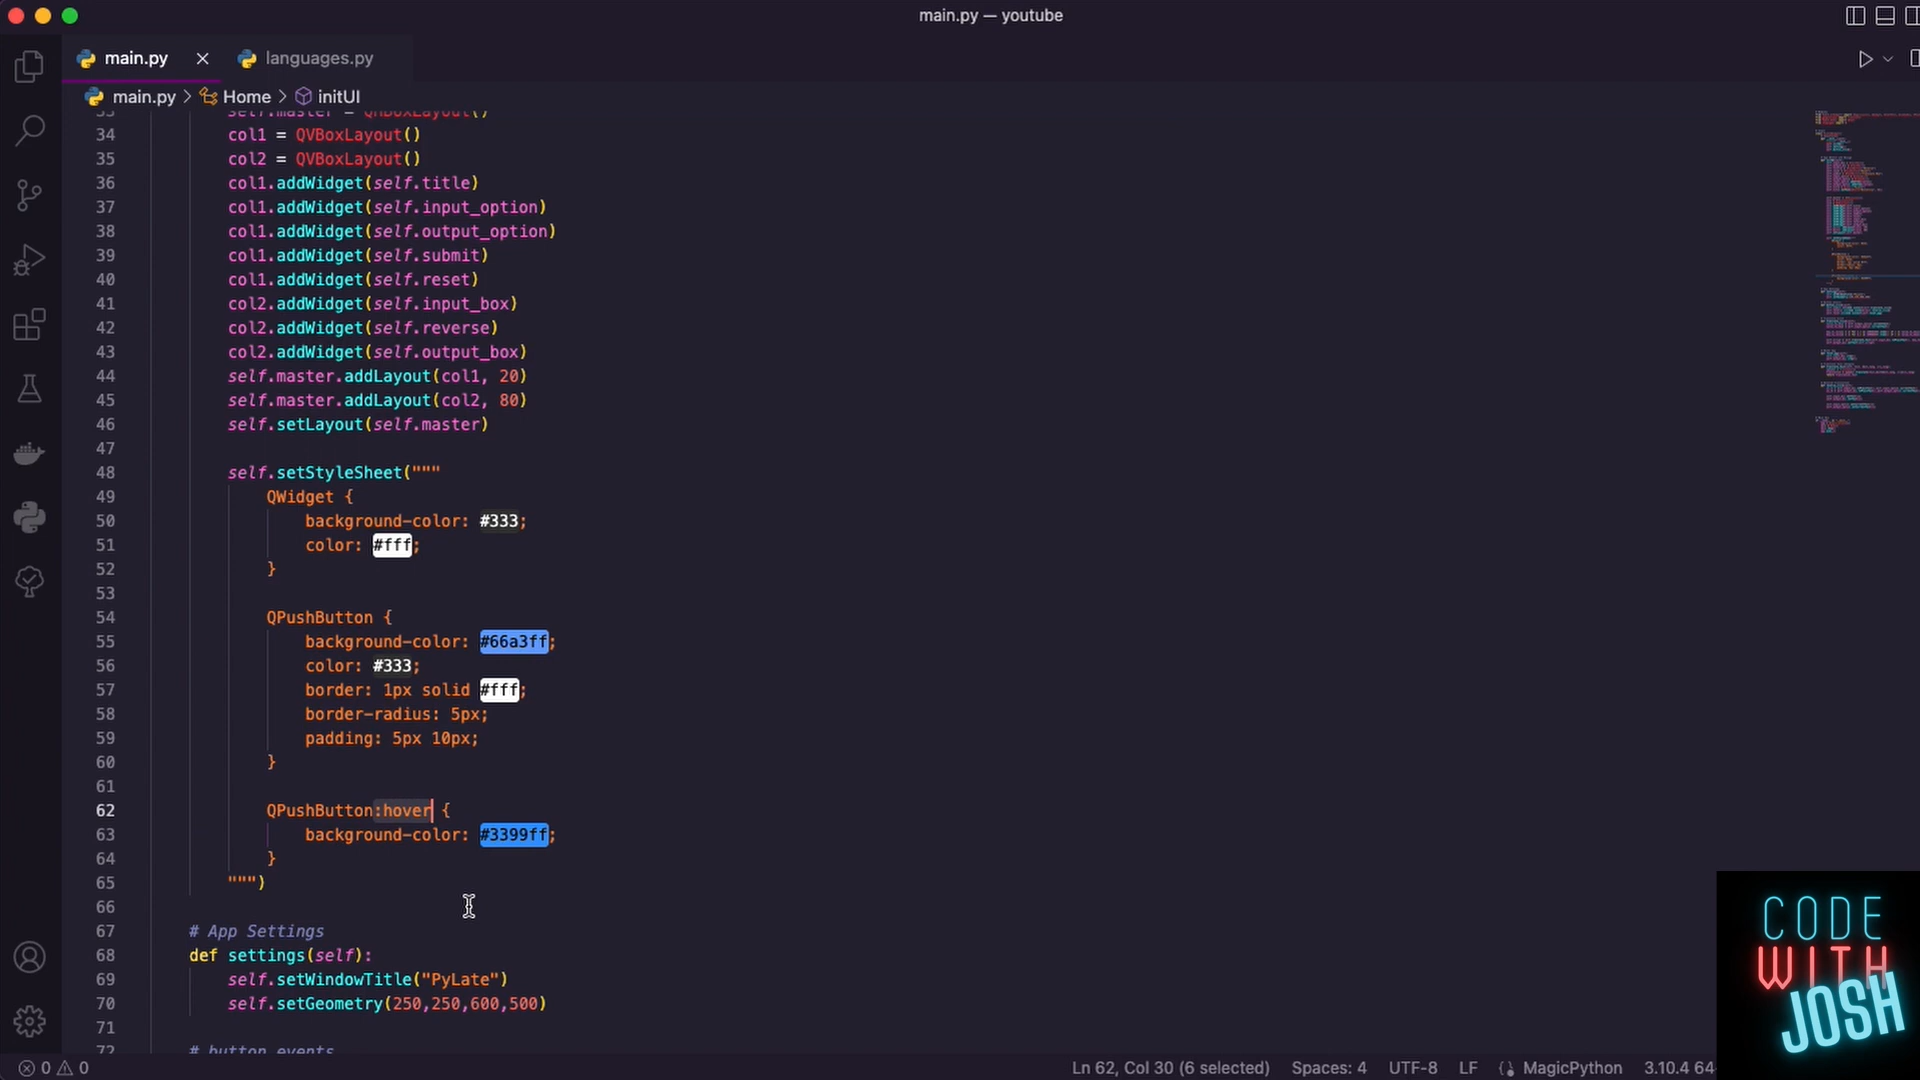 main.py — youtube
main.py
languages.py
main.py > Home > initUI
33 self.master = QHBoxLayout()
34 col1 = QVBoxLayout()
35 col2 = QVBoxLayout()
36 col1.addWidget(self.title)
37 col1.addWidget(self.input_option)
38 col1.addWidget(self.output_option)
39 col1.addWidget(self.submit)
40 col1.addWidget(self.reset)
41 col2.addWidget(self.input_box)
42 col2.addWidget(self.reverse)
43 col2.addWidget(self.output_box)
44 self.master.addLayout(col1, 20)
45 self.master.addLayout(col2, 80)
46 self.setLayout(self.master)
47
48 self.setStyleSheet("""
49 QWidget {
50 background-color: #333;
51 color: #fff;
52 }
53
54 QPushButton {
55 background-color: #66a3ff;
56 color: #333;
57 border: 1px solid #fff;
58 border-radius: 5px;
59 padding: 5px 10px;
60 }
61
62 QPushButton:hover {
63 background-color: #3399ff;
64 }
65 """)
66
67 # App Settings
68 def settings(self):
69 self.setWindowTitle("PyLate")
70 self.setGeometry(250,250,600,500)
71
72 # button events
0 0 Ln 62, Col 30 (6 selected) Spaces: 4 UTF-8 LF MagicPython 3.10.4 64
CODE
WITH
JOSH